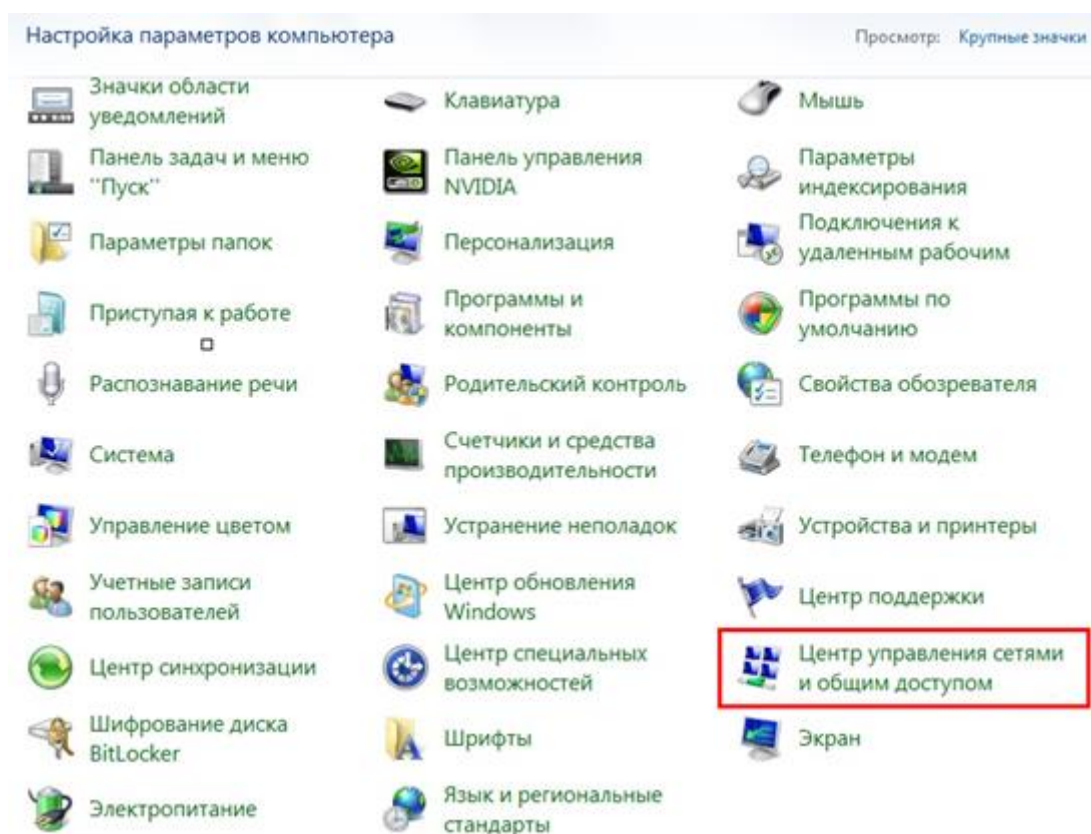 Настройка параметров компьютера
Просмотр: Крупные значки
Значки области
уведомлений
Клавиатура
Мышь
Панель задач и меню
''Пуск''
Панель управления
NVIDIA
Параметры
индексирования
Параметры папок
Персонализация
Подключения к
удаленным рабочим
Приступая к работе
Программы и
компоненты
Программы по
умолчанию
Распознавание речи
Родительский контроль
Свойства обозревателя
Система
Счетчики и средства
производительности
Телефон и модем
Управление цветом
Устранение неполадок
Устройства и принтеры
Учетные записи
пользователей
Центр обновления
Windows
Центр поддержки
Центр синхронизации
Центр специальных
возможностей
Центр управления сетями
и общим доступом
Шифрование диска
BitLocker
Шрифты
Экран
Электропитание
Язык и региональные
стандарты